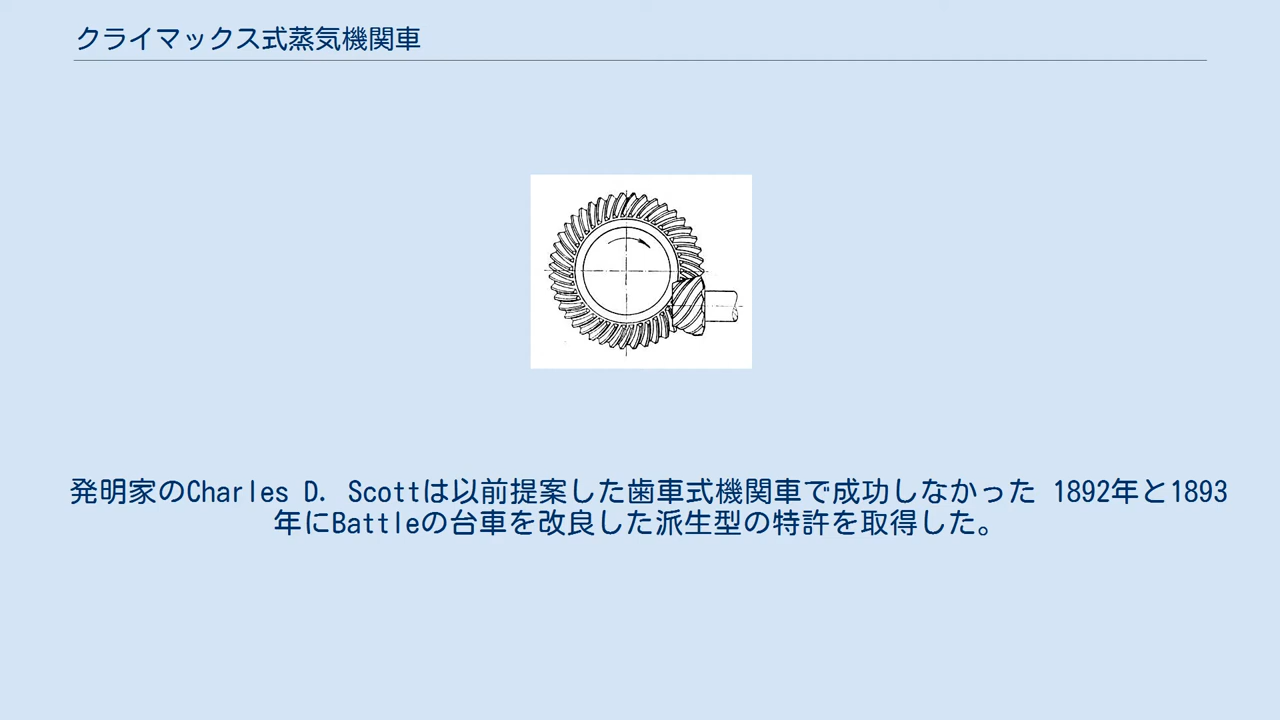 クライマックス式蒸気機関車
発明家のCharles D. Scottは以前提案した歯車式機関車で成功しなかった 1892年と1893
年にBattleの台車を改良した派生型の特許を取得した。